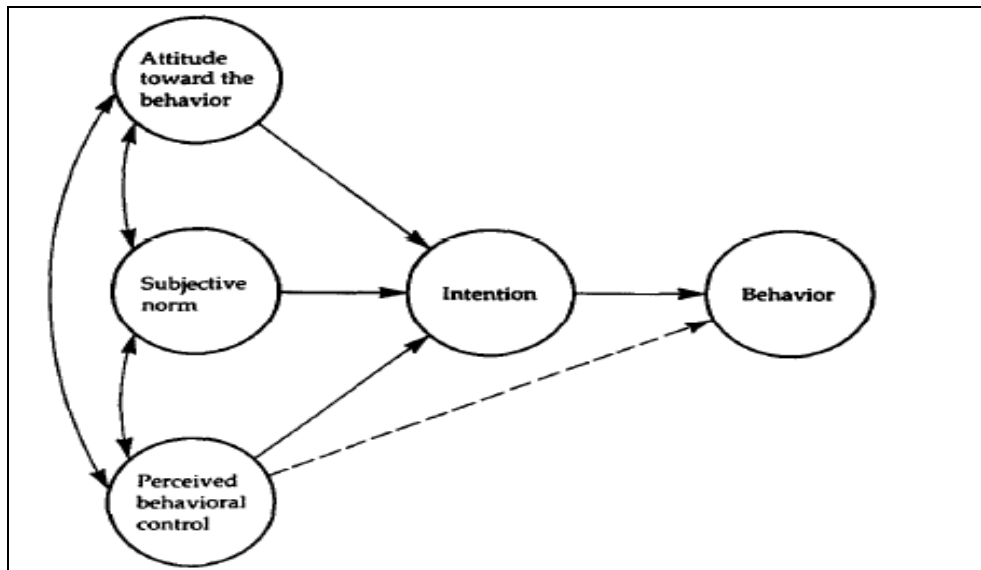 Attitude
toward the
behavior
Subjective
norm
Intention
Behavior
Perceived
behavioral
control